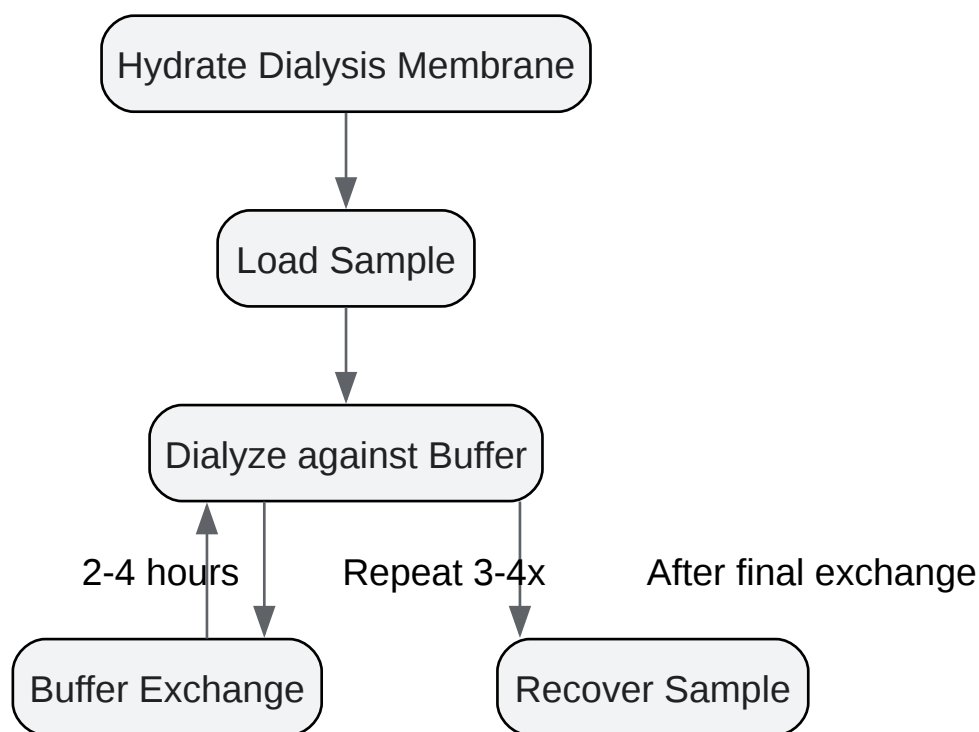 Hydrate Dialysis Membrane
Load Sample
Dialyze against Buffer
2-4 hours
Repeat 3-4x
After final exchange
Buffer Exchange
Recover Sample